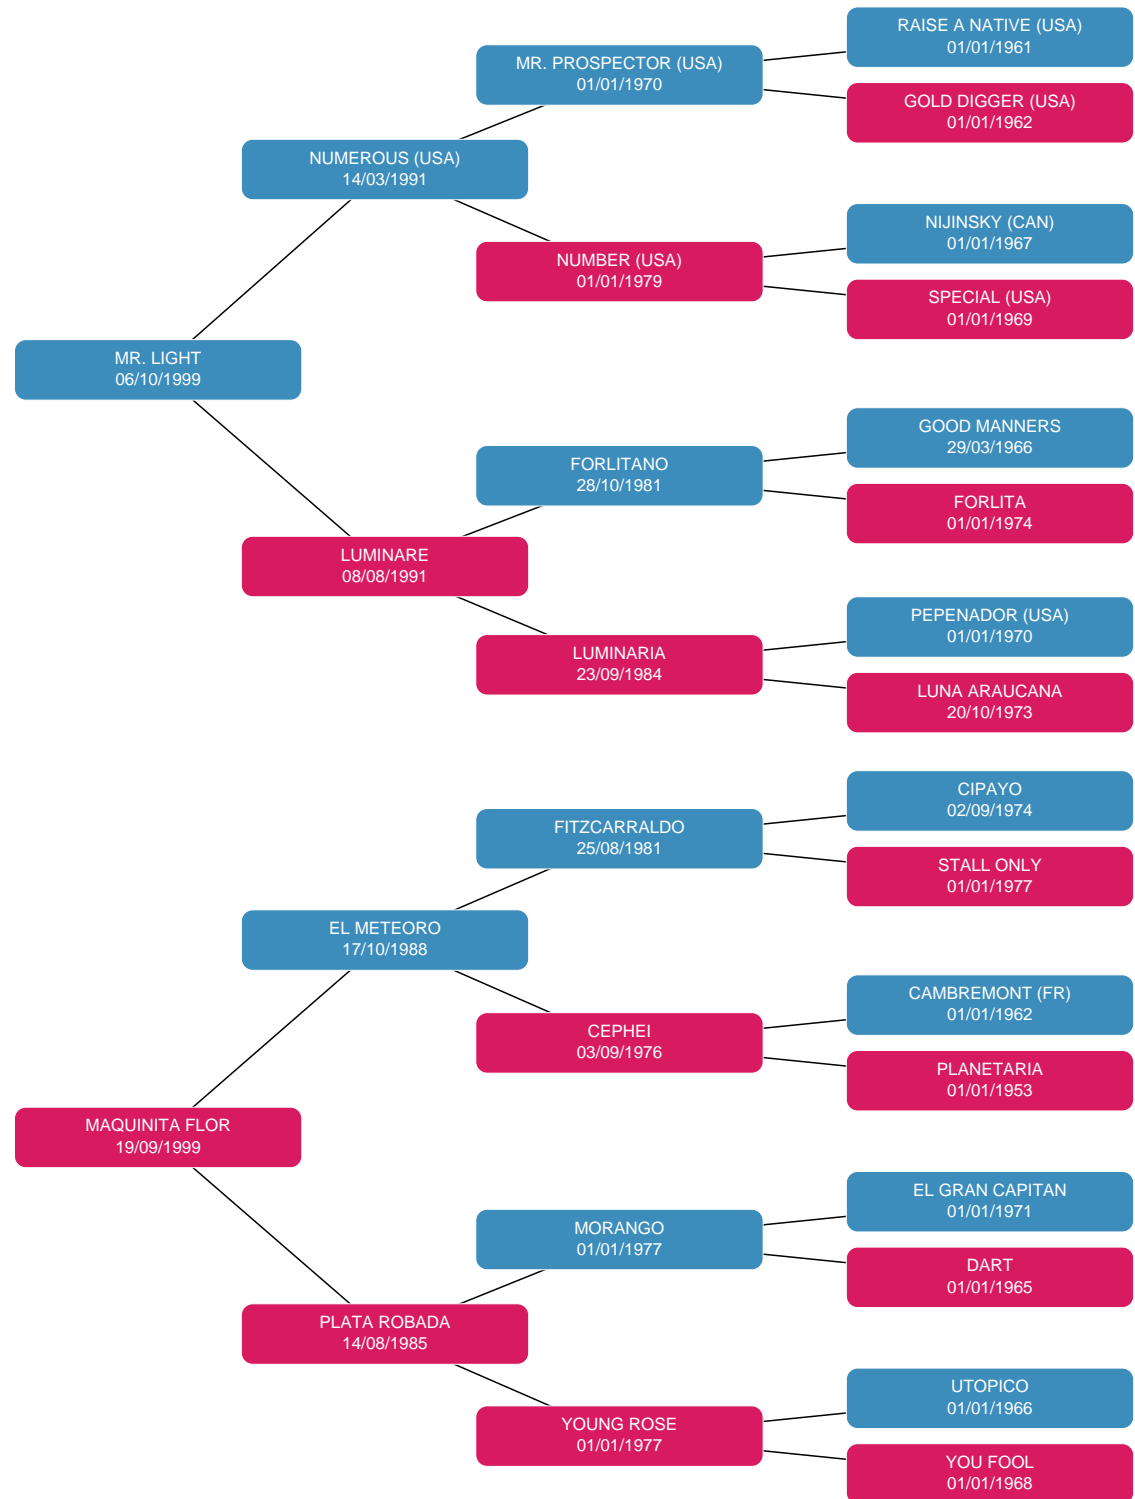 RAISE A NATIVE (USA)
01/01/1961
MR. PROSPECTOR (USA)
01/01/1970
GOLD DIGGER (USA)
01/01/1962
NUMEROUS (USA)
14/03/1991
NIJINSKY (CAN)
01/01/1967
NUMBER (USA)
01/01/1979
SPECIAL (USA)
01/01/1969
MR. LIGHT
06/10/1999
GOOD MANNERS
29/03/1966
FORLITANO
28/10/1981
FORLITA
01/01/1974
LUMINARE
08/08/1991
PEPENADOR (USA)
01/01/1970
LUMINARIA
23/09/1984
LUNA ARAUCANA
20/10/1973
CIPAYO
02/09/1974
FITZCARRALDO
25/08/1981
STALL ONLY
01/01/1977
EL METEORO
17/10/1988
CAMBREMONT (FR)
01/01/1962
CEPHEI
03/09/1976
PLANETARIA
01/01/1953
MAQUINITA FLOR
19/09/1999
EL GRAN CAPITAN
01/01/1971
MORANGO
01/01/1977
DART
01/01/1965
PLATA ROBADA
14/08/1985
UTOPICO
01/01/1966
YOUNG ROSE
01/01/1977
YOU FOOL
01/01/1968